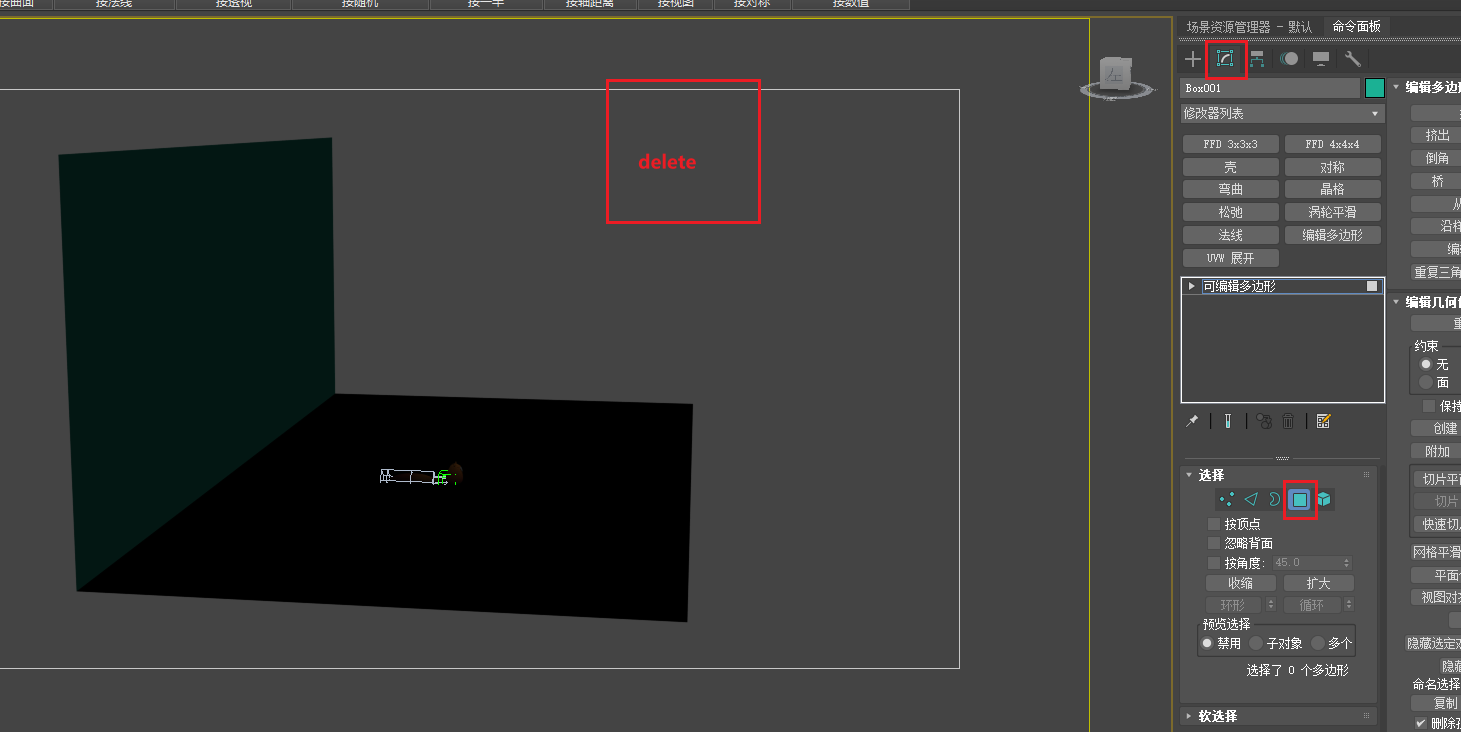 按曲面 按法线 按透视 按随机 按一半 按轴距离 按视图 按对称 按数值
场景资源管理器 - 默认 命令面板
Box001
修改器列表
FFD 3x3x3 FFD 4x4x4
壳 对称
弯曲 晶格
松弛 涡轮平滑
法线 编辑多边形
UVW 展开
可编辑多边形
选择
按顶点
忽略背面
按角度: 45.0
收缩 扩大
环形 循环
预览选择
禁用 子对象 多个
选择了 0 个多边形
软选择
delete
左
编辑多边
挤出
倒角
桥
从
沿
编
重复三角
编辑几何
重
约束
无
面
保持
创建
附加
切片平
切片
快速切
网格平滑
平面
视图对
隐藏选定
隐藏
命名选择
复制
删除